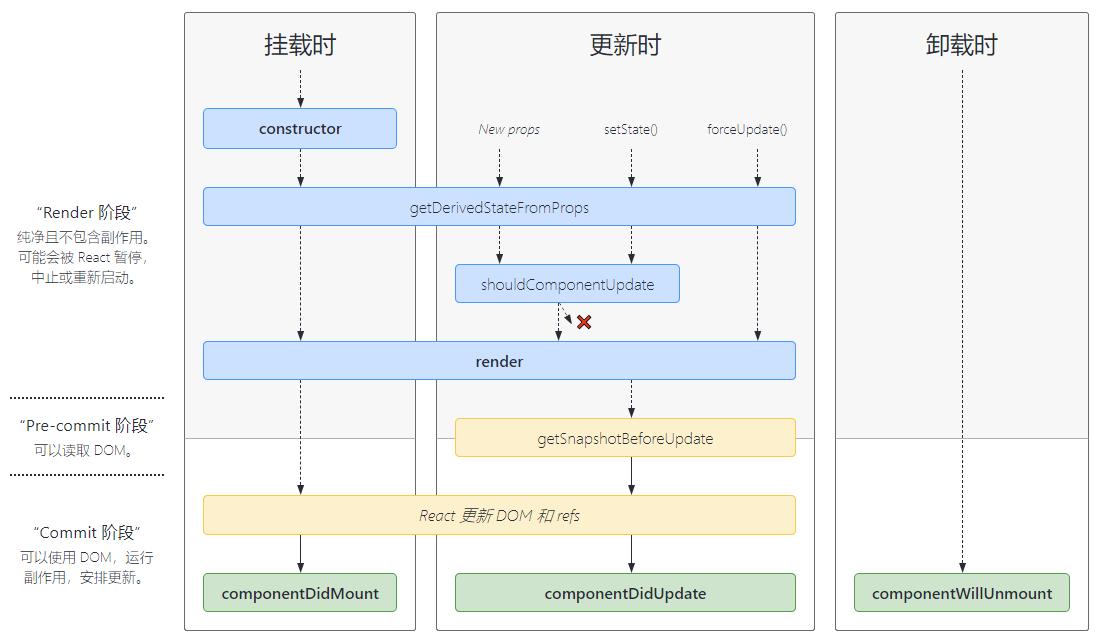 挂载时
更新时
卸载时
constructor
New props
setState()
forceUpdate()
“Render 阶段”
纯净且不包含副作用。
可能会被 React 暂停，
中止或重新启动。
getDerivedStateFromProps
shouldComponentUpdate
render
“Pre-commit 阶段”
可以读取 DOM。
getSnapshotBeforeUpdate
“Commit 阶段”
可以使用 DOM，运行
副作用，安排更新。
React 更新 DOM 和 refs
componentDidMount
componentDidUpdate
componentWillUnmount